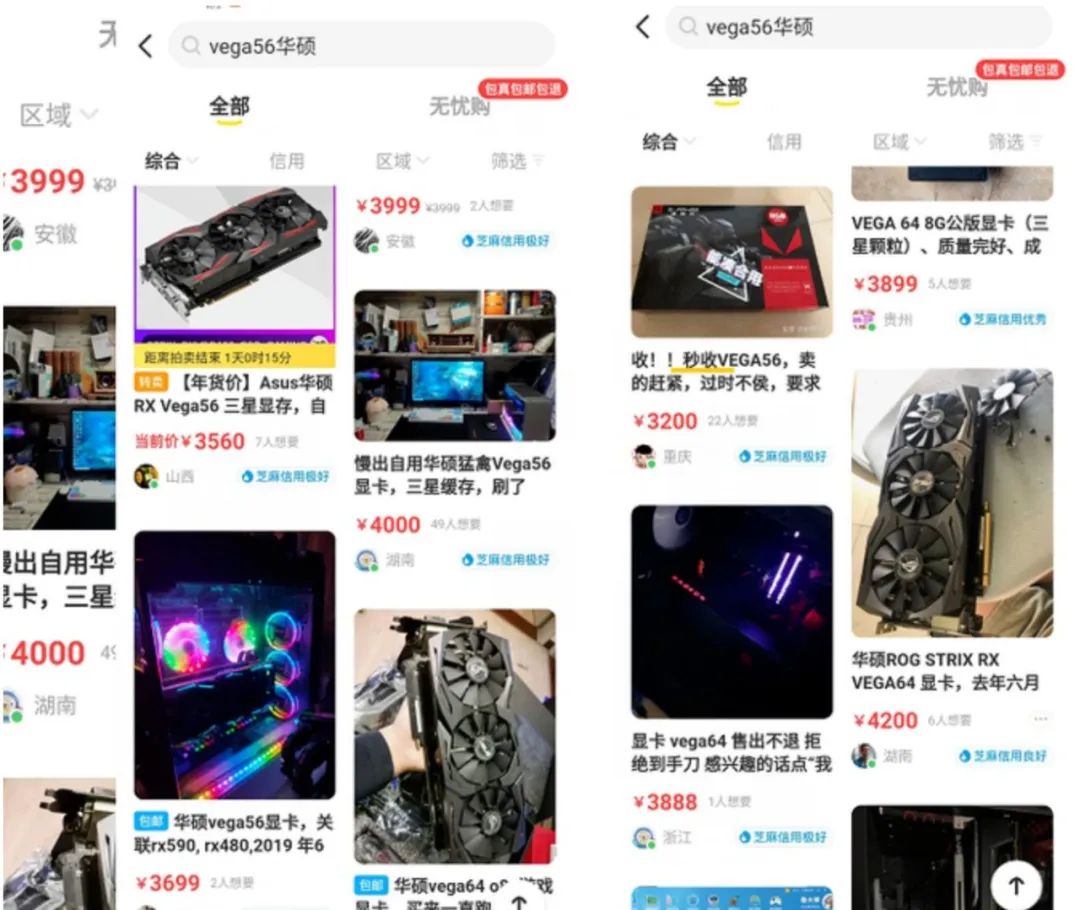 区域
¥3999
安徽
慢出自用华
显卡，三星
¥4000
湖南
vega56华硕
全部
无忧购
包真包邮包退
综合
信用
区域
筛选
距离拍卖结束 1天0时15分
转卖 【年货价】Asus华硕
RX Vega56 三星显存，自
当前价¥3560 7人想要
山西
芝麻信用极好
包邮 华硕vega56显卡，关
联rx590, rx480,2019 年6
¥3699 2人想要
¥3999 ¥3999 2人想要
安徽
芝麻信用极好
慢出自用华硕猛禽Vega56
显卡，三星缓存，刷了
¥4000 49人想要
湖南
芝麻信用极好
包邮 华硕vega64 o8 游戏
显卡，买来一直跑
vega56华硕
全部
无忧购
包真包邮包退
综合
信用
区域
筛选
收！！秒收VEGA56，卖
的赶紧，过时不侯，要求
¥3200 22人想要
重庆
芝麻信用极好
显卡 vega64 售出不退 拒
绝到手刀 感兴趣的话点“我
¥3888 1人想要
浙江
芝麻信用极好
VEGA 64 8G公版显卡（三
星颗粒）、质量完好、成
¥3899 5人想要
贵州
芝麻信用优秀
华硕ROG STRIX RX
VEGA64 显卡，去年六月
¥4200 6人想要
湖南
芝麻信用良好